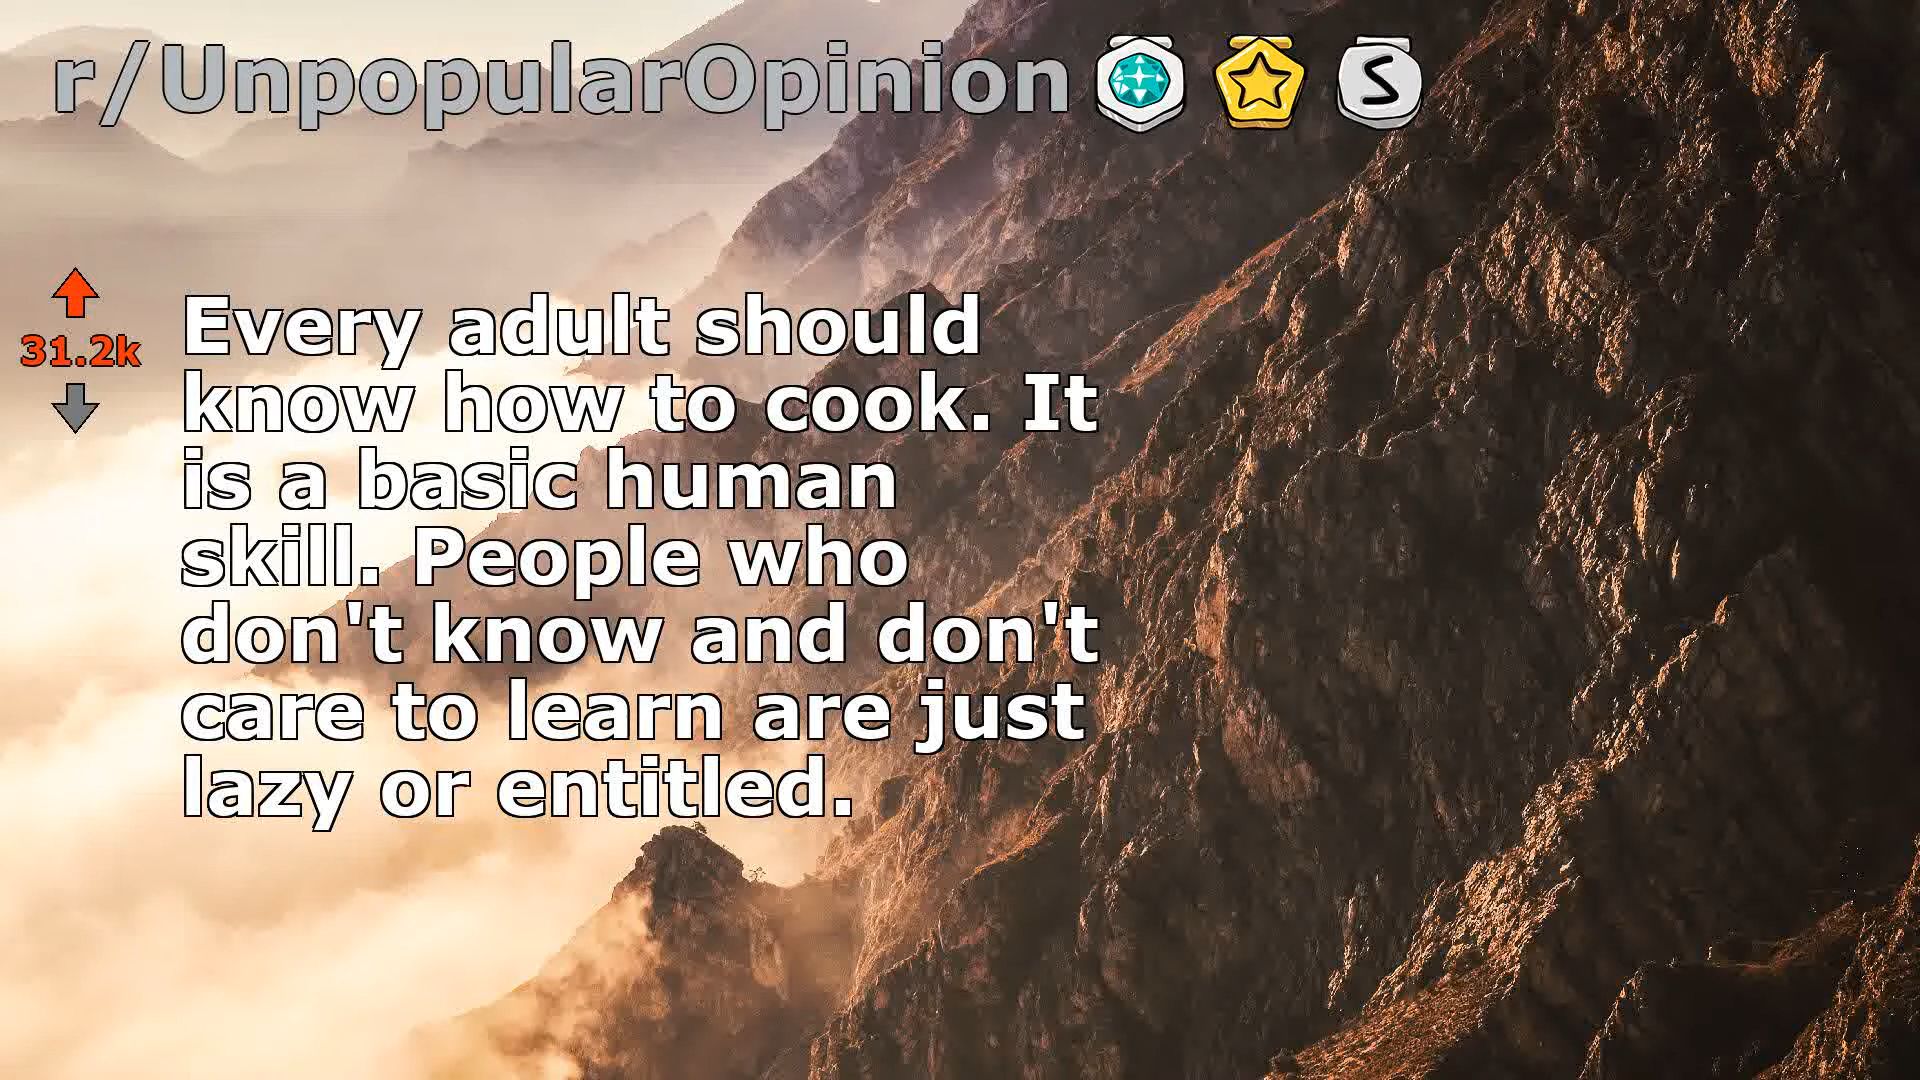 r/UnpopularOpinion
S
31.2k
Every adult should
know how to cook. It
is a basic human
skill. People who
don't know and don't
care to learn are just
lazy or entitled.